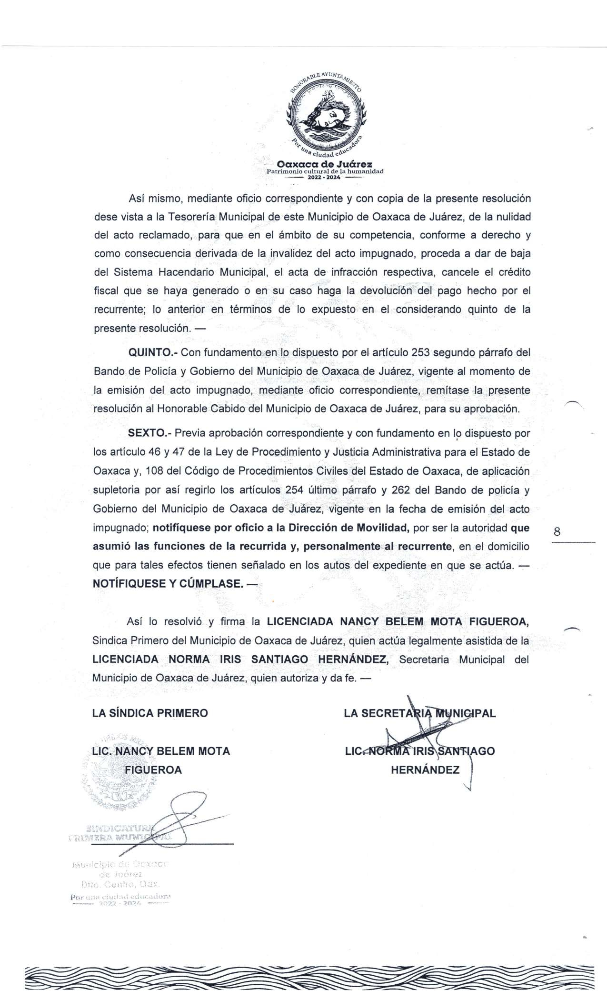 HONORABLE AYUNTAMIENTO
Por una ciudad educadora
Oaxaca de Juárez
Patrimonio cultural de la humanidad
2022 - 2024
Así mismo, mediante oficio correspondiente y con copia de la presente resolución
dese vista a la Tesorería Municipal de este Municipio de Oaxaca de Juárez, de la nulidad
del acto reclamado, para que en el ámbito de su competencia, conforme a derecho y
como consecuencia derivada de la invalidez del acto impugnado, proceda a dar de baja
del Sistema Hacendario Municipal, el acta de infracción respectiva, cancele el crédito
fiscal que se haya generado o en su caso haga la devolución del pago hecho por el
recurrente; lo anterior en términos de lo expuesto en el considerando quinto de la
presente resolución. —
QUINTO.- Con fundamento en lo dispuesto por el artículo 253 segundo párrafo del
Bando de Policía y Gobierno del Municipio de Oaxaca de Juárez, vigente al momento de
la emisión del acto impugnado, mediante oficio correspondiente, remítase la presente
resolución al Honorable Cabido del Municipio de Oaxaca de Juárez, para su aprobación.
SEXTO.- Previa aprobación correspondiente y con fundamento en lo dispuesto por
los artículo 46 y 47 de la Ley de Procedimiento y Justicia Administrativa para el Estado de
Oaxaca y, 108 del Código de Procedimientos Civiles del Estado de Oaxaca, de aplicación
supletoria por así regirlo los artículos 254 último párrafo y 262 del Bando de policía y
Gobierno del Municipio de Oaxaca de Juárez, vigente en la fecha de emisión del acto
impugnado; notifíquese por oficio a la Dirección de Movilidad, por ser la autoridad que
asumió las funciones de la recurrida y, personalmente al recurrente, en el domicilio
que para tales efectos tienen señalado en los autos del expediente en que se actúa. —
NOTÍFIQUESE Y CÚMPLASE. —
8
Así lo resolvió y firma la LICENCIADA NANCY BELEM MOTA FIGUEROA,
Sindica Primero del Municipio de Oaxaca de Juárez, quien actúa legalmente asistida de la
LICENCIADA NORMA IRIS SANTIAGO HERNÁNDEZ, Secretaria Municipal del
Municipio de Oaxaca de Juárez, quien autoriza y da fe. —
LA SÍNDICA PRIMERO
LIC. NANCY BELEM MOTA
FIGUEROA
LA SECRETARIA MUNICIPAL
LIC. NORMA IRIS SANTIAGO
HERNÁNDEZ
SINDICATURA
PRIMERA MUNICIPAL
Municipio de Oaxaca
de Juárez
Dtto. Centro, Oax.
Por una ciudad educadora
2022 - 2024